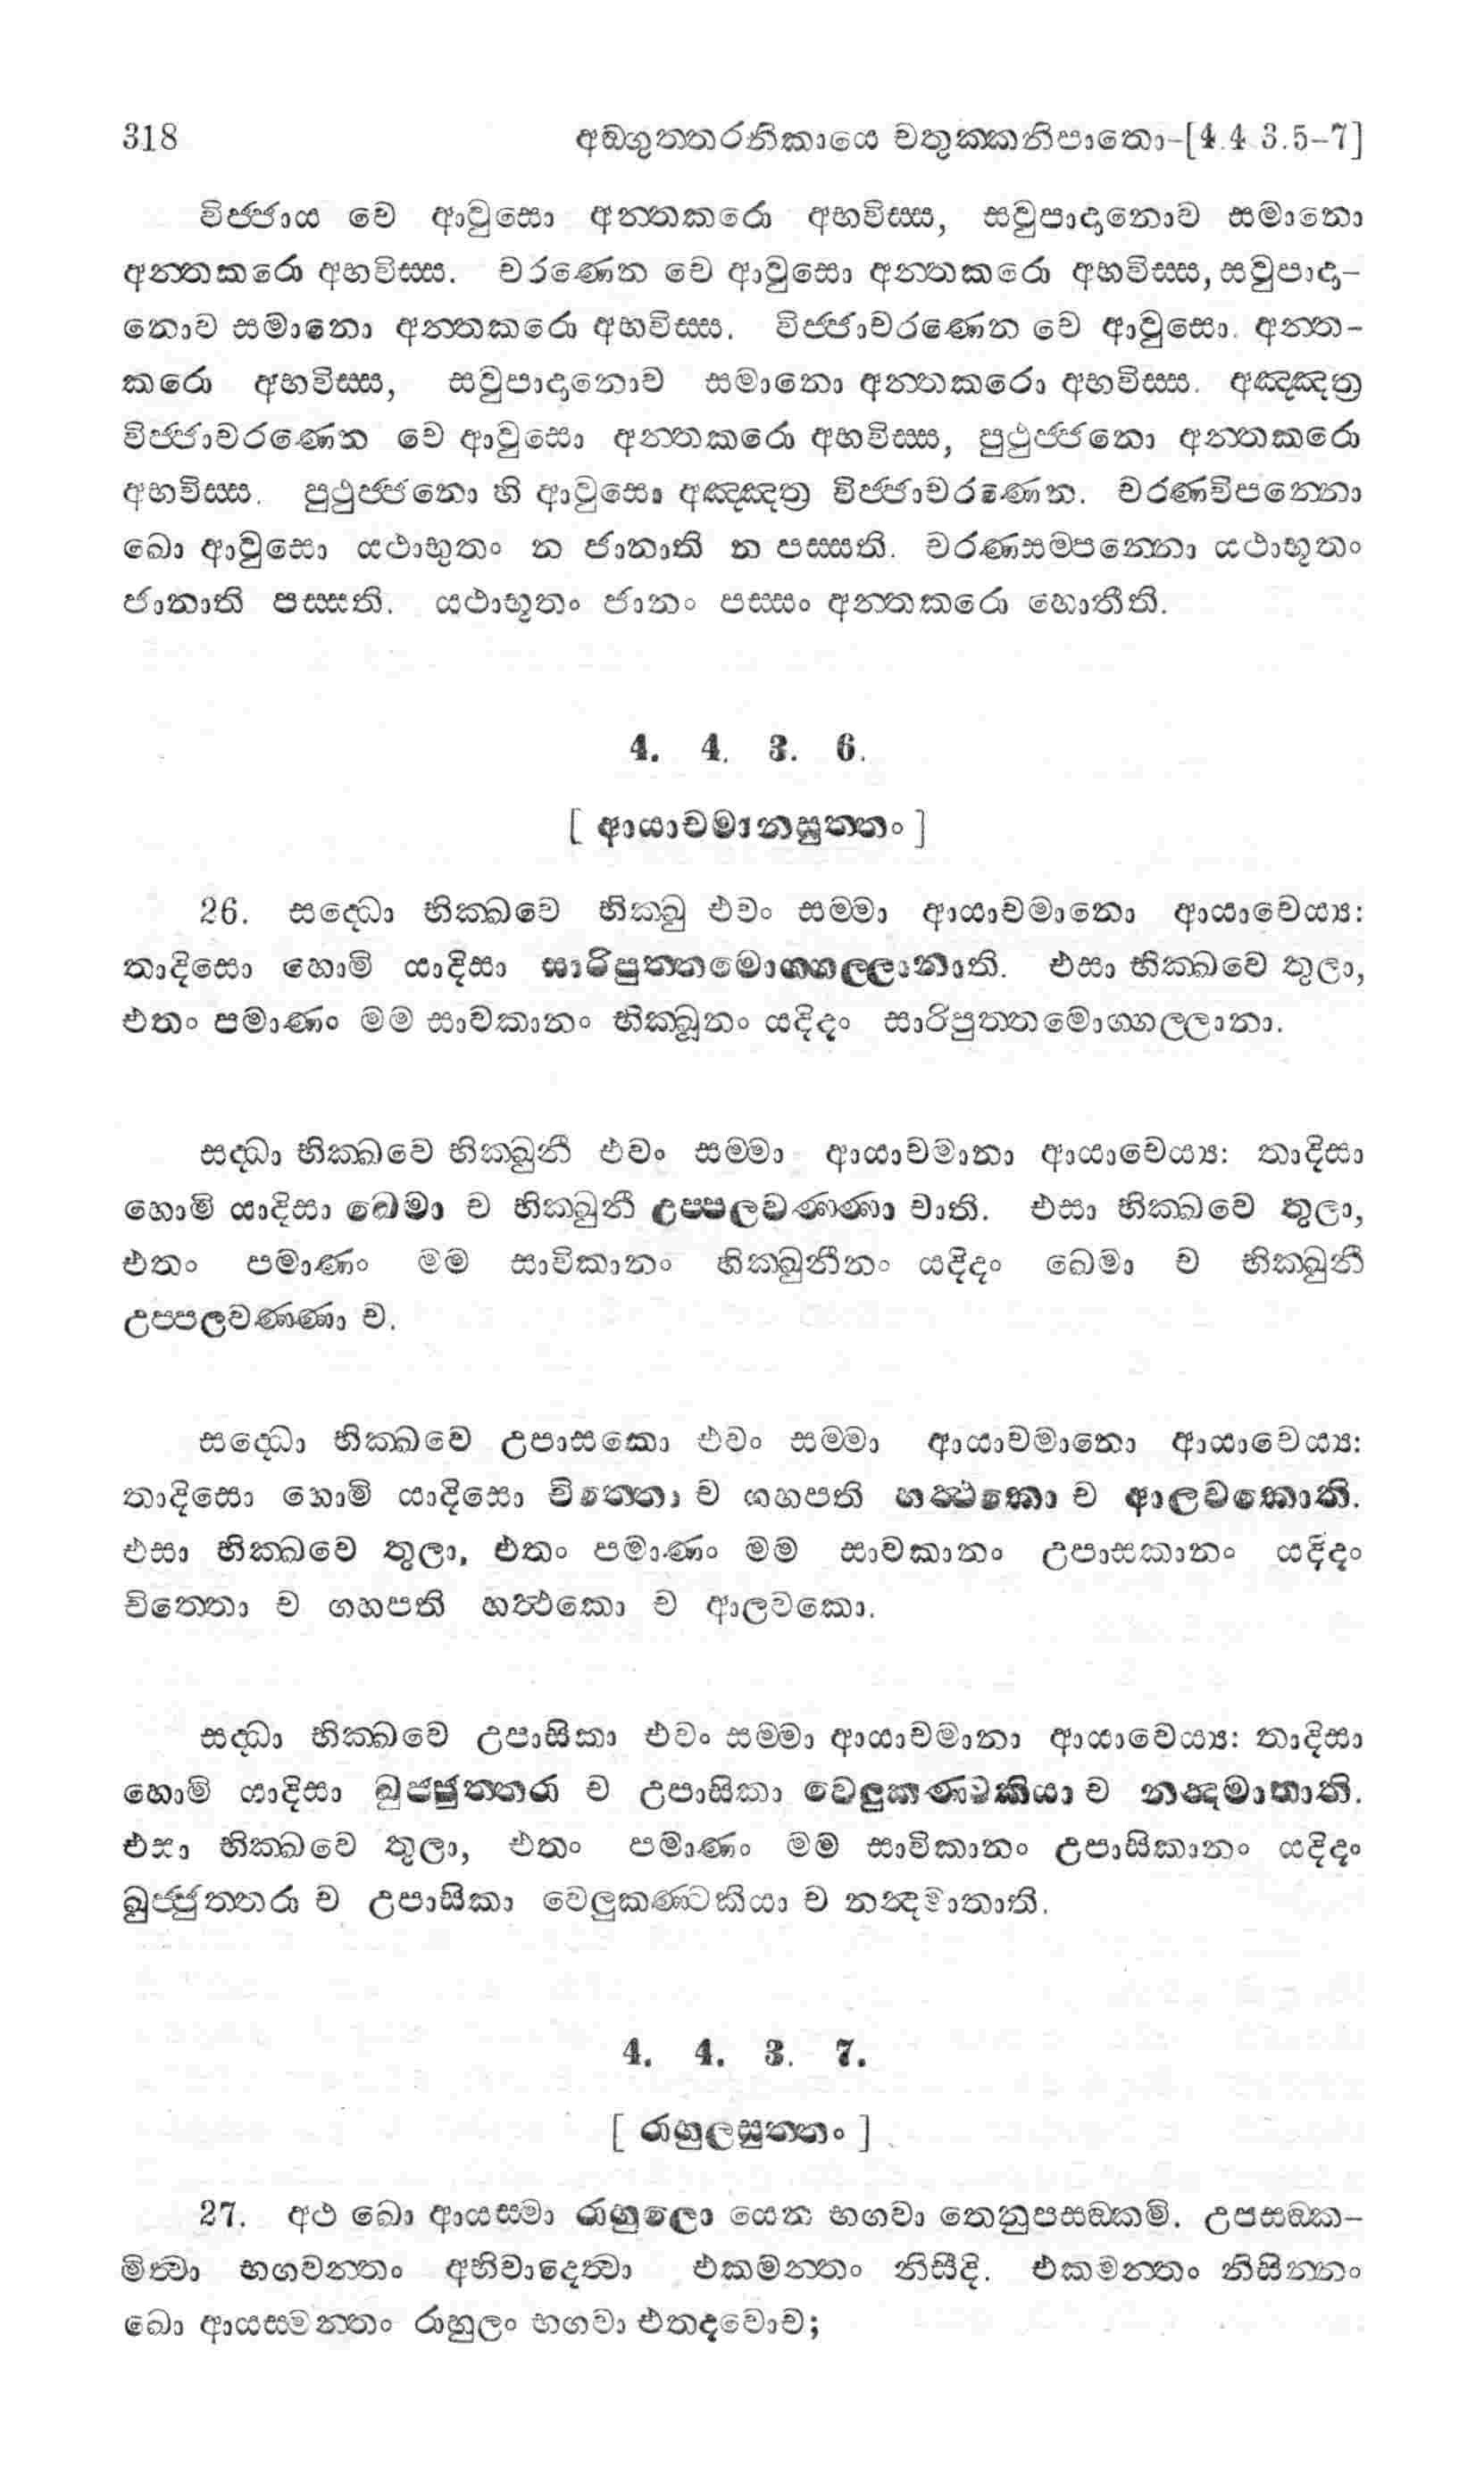 318 අඞ්ගුත්තරනිකායෙ චතුක්කනිපාතො-[4.4 3.5-7]
විජ්ජාය චෙ ආවුසො අන්තකරො අභවිස්ස, සවුපාදානොව සමානො
අන්තකරො අභවිස්ස. චරණෙන චෙ ආවුසො අන්තකරො අභවිස්ස, සවුපාදා-
නොව සමානො අන්තකරො අභවිස්ස. විජ්ජාචරණෙන චෙ ආවුසො. අන්ත-
කරො අභවිස්ස, සවුපාදානොව සමානො අන්තකරො අභවිස්ස. අඤ්ඤත්‍ර
විජ්ජාචරණෙන චෙ ආවුසො අන්තකරො අභවිස්ස, පුථුජ්ජනො අන්තකරො
අභවිස්ස. පුථුජ්ජනො හි ආවුසො අඤ්ඤත්‍ර විජ්ජාචරණෙන. චරණවිපන්නො
ඛො ආවුසො යථාභූතං න ජානාති න පස්සති. චරණසම්පන්නො යථාභූතං
ජානාති පස්සති. යථාභූතං ජානං පස්සං අන්තකරො හොතීති.
4. 4. 3. 6.
[ ආයාචමානසුත්තං ]
26. සද්ධො භික්ඛවෙ භික්ඛු එවං සම්මා ආයාචමානො ආයාචෙය්‍ය:
තාදිසො හොමි යාදිසා සාරිපුත්තමොග්ගල්ලානාති. එසා භික්ඛවෙ තුලා,
එතං පමාණං මම සාවකානං භික්ඛූනං යදිදං සාරිපුත්තමොග්ගල්ලානා.
සද්ධා භික්ඛවෙ භික්ඛුනී එවං සම්මා ආයාචමානා ආයාචෙය්‍ය: තාදිසා
හොමි යාදිසා ඛෙමා ච භික්ඛුනී උප්පලවණ්ණා චාති. එසා භික්ඛවෙ තුලා,
එතං පමාණං මම සාවිකානං භික්ඛුනීනං යදිදං ඛෙමා ච භික්ඛුනී
උප්පලවණ්ණා ච.
සද්ධො භික්ඛවෙ උපාසකො එවං සම්මා ආයාචමානො ආයාචෙය්‍ය:
තාදිසො හොමි යාදිසො චිත්තො ච ගහපති හත්ථකො ච ආලවකොති.
එසා භික්ඛවෙ තුලා, එතං පමාණං මම සාවකානං උපාසකානං යදිදං
චිත්තො ච ගහපති හත්ථකො ච ආලවකො.
සද්ධා භික්ඛවෙ උපාසිකා එවං සම්මා ආයාචමානා ආයාචෙය්‍ය: තාදිසා
හොමි යාදිසා ඛුජ්ජුත්තරා ච උපාසිකා වෙලුකණ්ටකියා ච නන්දමාතාති.
එසා භික්ඛවෙ තුලා, එතං පමාණං මම සාවිකානං උපාසිකානං යදිදං
ඛුජ්ජුත්තරා ච උපාසිකා වෙලුකණ්ටකියා ච නන්දමාතාති.
4. 4. 3. 7.
[ රාහුලසුත්තං ]
27. අථ ඛො ආයස්මා රාහුලො යෙන භගවා තෙනුපසඞ්කමි. උපසඞ්ක-
මිත්‍වා භගවන්තං අභිවාදෙත්‍වා එකමන්තං නිසීදි. එකමන්තං නිසින්නං
ඛො ආයස්මන්තං රාහුලං භගවා එතදවොච;